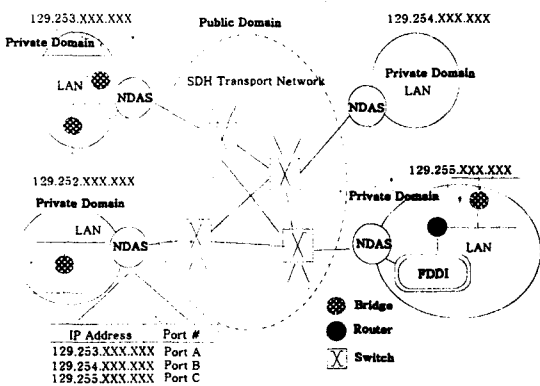 129.253.XXX.XXX
Private Domain
LAN
NDAS
Public Domain
SDH Transport Network
129.254.XXX.XXX
Private Domain
LAN
NDAS
129.252.XXX.XXX
Private Domain
LAN
NDAS
129.255.XXX.XXX
Private Domain
NDAS
LAN
FDDI
Bridge
Router
Switch
IP Address Port #
129.253.XXX.XXX Port A
129.254.XXX.XXX Port B
129.255.XXX.XXX Port C